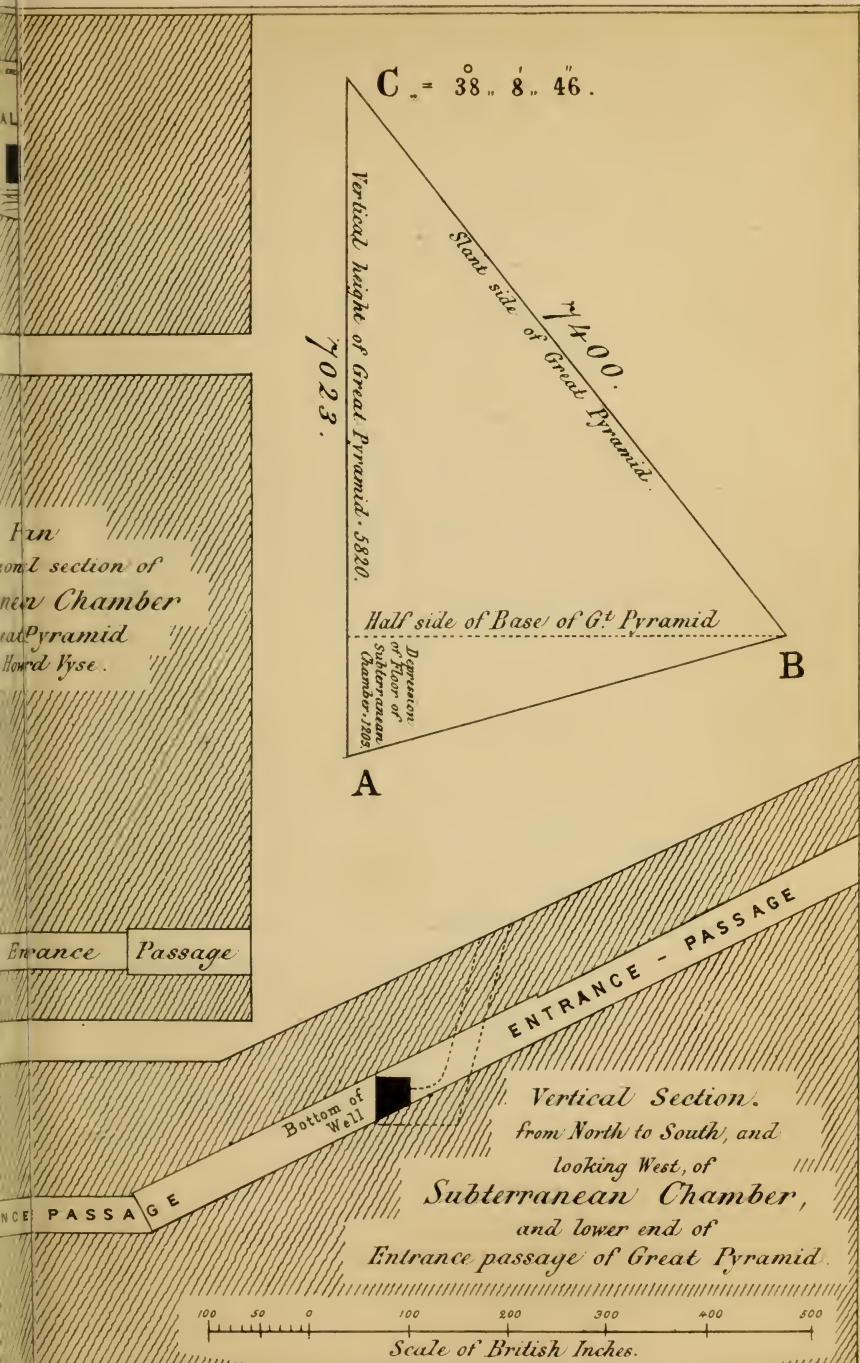 C = 38° 8′ 46″.
Vertical height of Great Pyramid. 5820.
7023.
Slant side of Great Pyramid.
7400.
Half side of Base of G.t Pyramid
Depression
of Floor of
Subterranean
Chamber. 1203.
B
A
section of
Chamber
Pyramid
Vyse.
Entrance Passage
ENTRANCE - PASSAGE
Bottom of
Well
PASSAGE
Vertical Section.
from North to South, and
looking West, of
Subterranean Chamber,
and lower end of
Entrance passage of Great Pyramid.
100 50 0 100 200 300 400 500
Scale of British Inches.